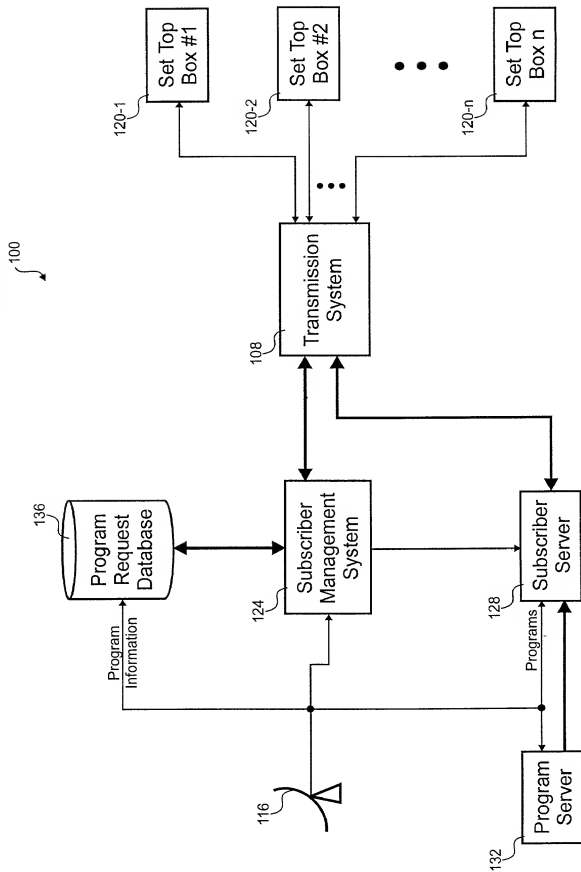 100
136
Program
Request
Database
Program
Information
116
124
Subscriber
Management
System
108
Transmission
System
120-1
Set Top
Box #1
120-2
Set Top
Box #2
120-n
Set Top
Box n
132
Program
Server
Programs
128
Subscriber
Server